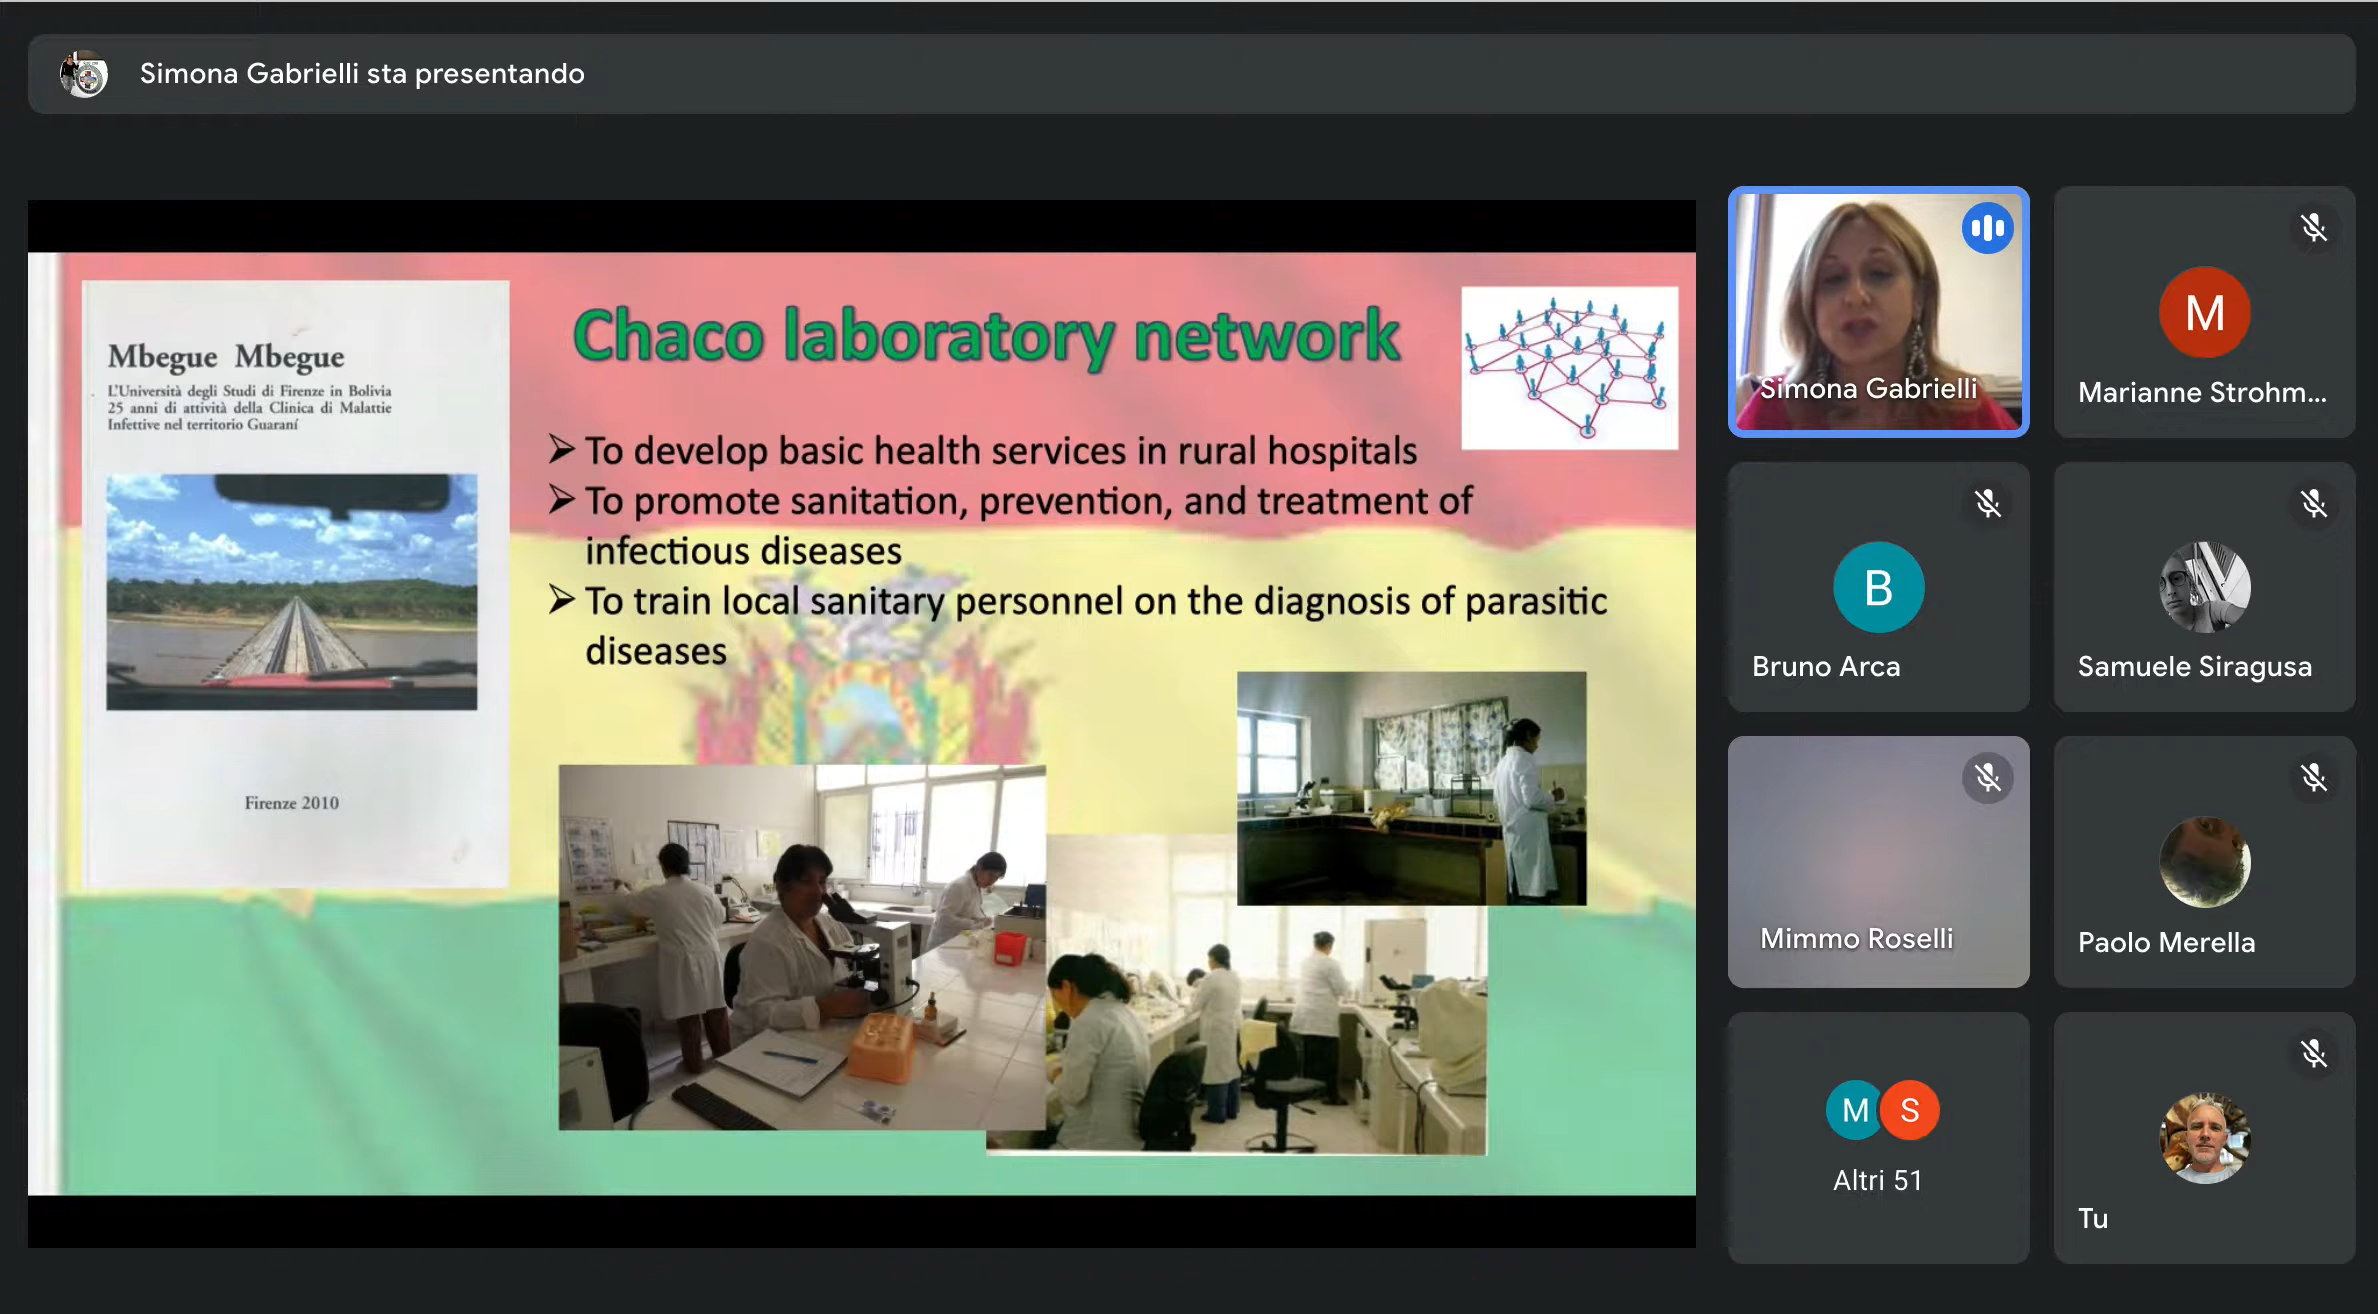 Simona Gabrielli sta presentando
Mbegue Mbegue
L'Università degli Studi di Firenze in Bolivia
25 anni di attività della Clinica di Malattie
Infettive nel territorio Guaraní
Firenze 2010
Chaco laboratory network
➢ To develop basic health services in rural hospitals
➢ To promote sanitation, prevention, and treatment of
infectious diseases
➢ To train local sanitary personnel on the diagnosis of parasitic
diseases
Simona Gabrielli
M
Marianne Strohm...
B
Bruno Arca
Samuele Siragusa
Mimmo Roselli
Paolo Merella
M S
Altri 51
Tu